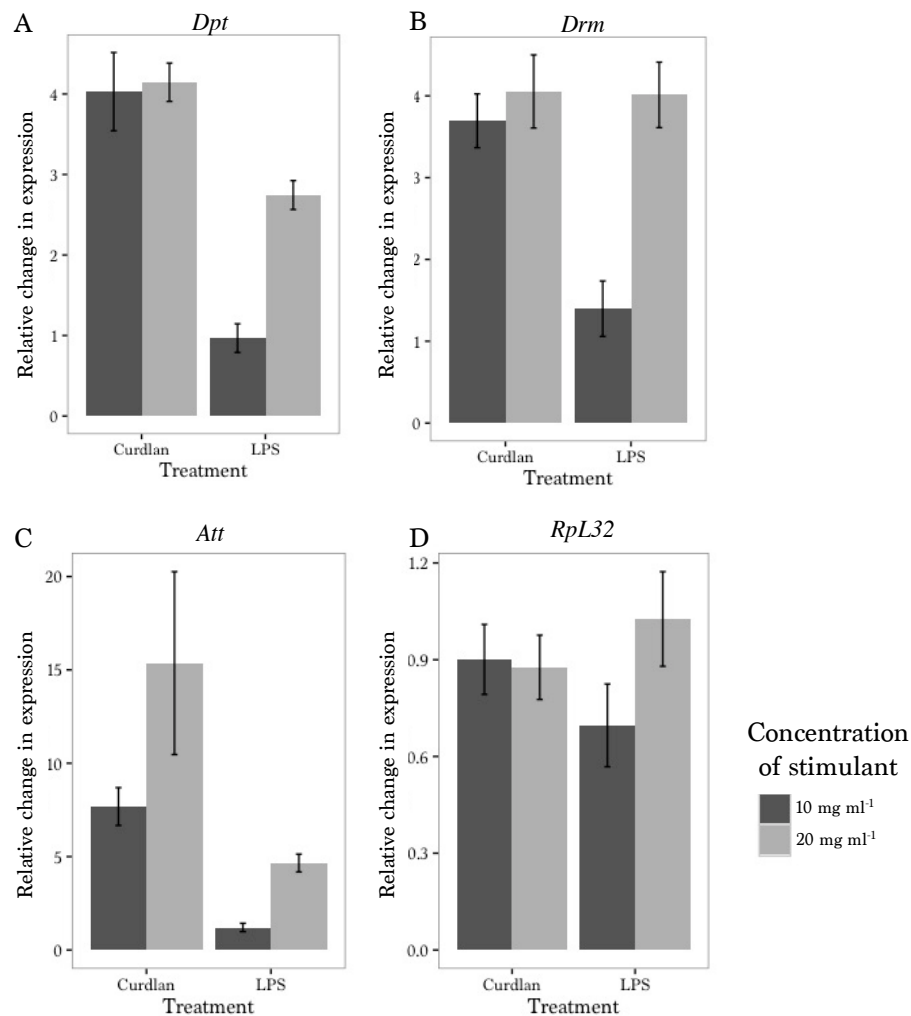 A
Dpt
Relative change in expression
4
3
2
1
0
Curdlan LPS
Treatment
B
Drm
Relative change in expression
4
3
2
1
0
Curdlan LPS
Treatment
C
Att
Relative change in expression
20
15
10
5
0
Curdlan LPS
Treatment
D
RpL32
Relative change in expression
1.2
0.9
0.6
0.3
0.0
Curdlan LPS
Treatment
Concentration
of stimulant
10 mg ml⁻¹
20 mg ml⁻¹